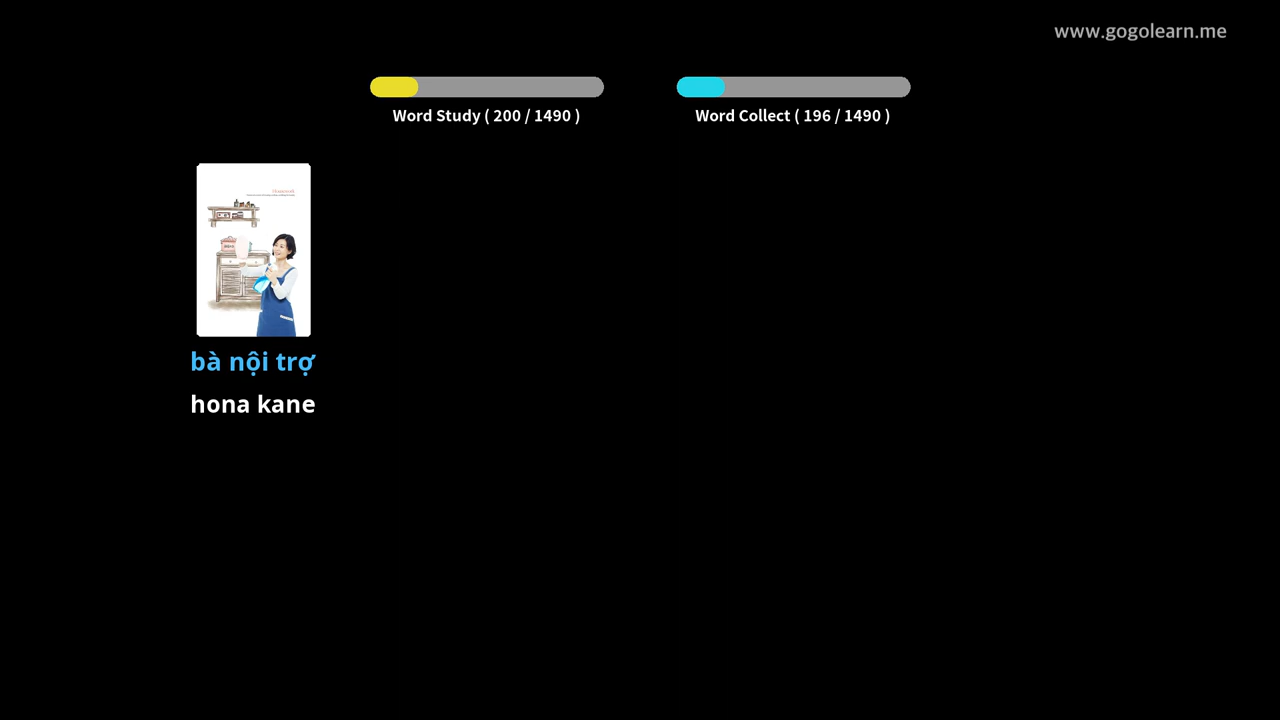 www.gogolearn.me
Word Study ( 200 / 1490 )
Word Collect ( 196 / 1490 )
bà nội trợ
hona kane